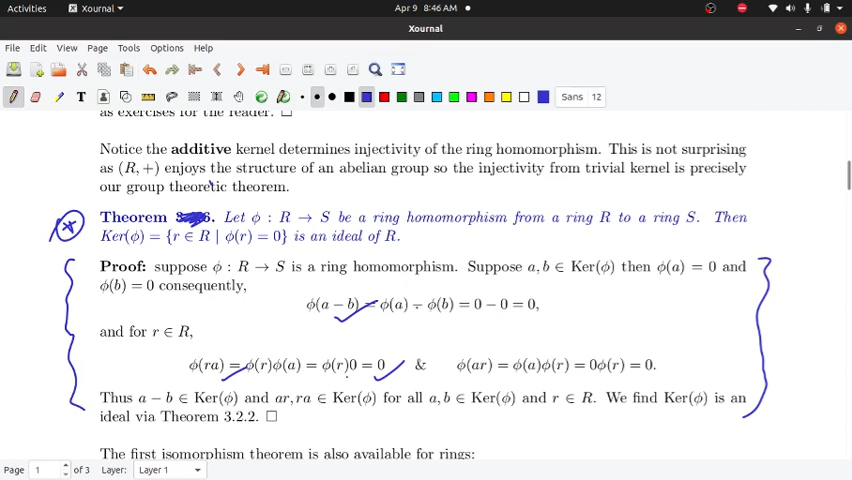 Activities Xournal Apr 9 8:46 AM
Xournal
File Edit View Page Tools Options Help
Sans 12
as exercises for the reader. □
Notice the additive kernel determines injectivity of the ring homomorphism. This is not surprising
as (R, +) enjoys the structure of an abelian group so the injectivity from trivial kernel is precisely
our group theoretic theorem.
Theorem . Let ϕ : R → S be a ring homomorphism from a ring R to a ring S. Then
Ker(ϕ) = {r ∈ R | ϕ(r) = 0} is an ideal of R.
Proof: suppose ϕ : R → S is a ring homomorphism. Suppose a, b ∈ Ker(ϕ) then ϕ(a) = 0 and
ϕ(b) = 0 consequently,
ϕ(a − b) = ϕ(a) − ϕ(b) = 0 − 0 = 0,
and for r ∈ R,
ϕ(ra) = ϕ(r)ϕ(a) = ϕ(r)0 = 0 & ϕ(ar) = ϕ(a)ϕ(r) = 0ϕ(r) = 0.
Thus a − b ∈ Ker(ϕ) and ar, ra ∈ Ker(ϕ) for all a, b ∈ Ker(ϕ) and r ∈ R. We find Ker(ϕ) is an
ideal via Theorem 3.2.2. □
The first isomorphism theorem is also available for rings:
Page 1 of 3 Layer: Layer 1